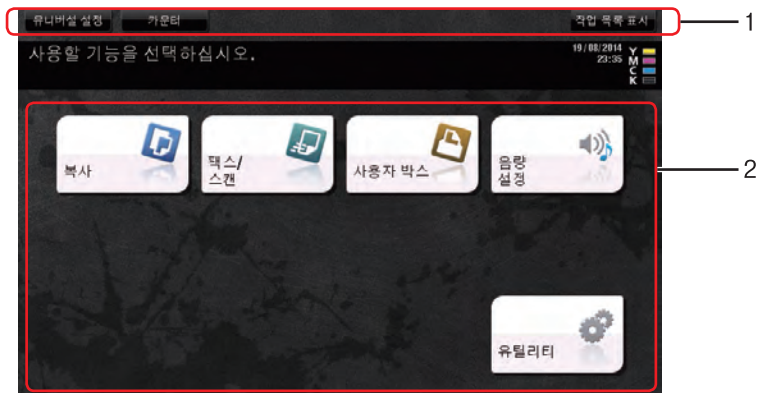 유니버설 설정 카운터 작업 목록 표시 1
사용할 기능을 선택하십시오.
19/08/2014
23:35
Y
M
C
K
복사
팩스/
스캔
사용자 박스
음량
설정
2
유틸리티